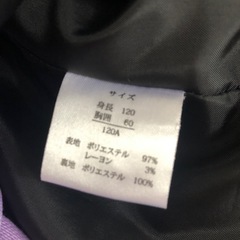 サイズ
身長 120
胸囲 60
120A
表地 ポリエステル 97%
レーヨン 3%
裏地 ポリエステル 100%